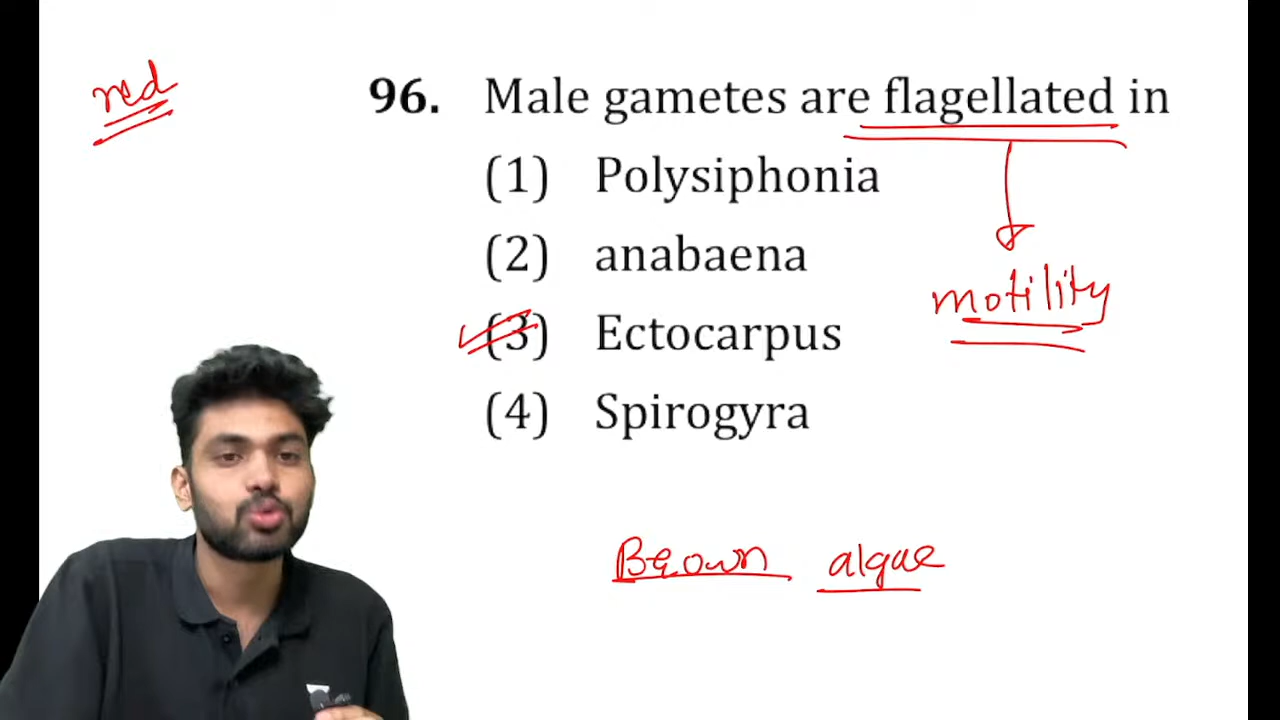 red
96. Male gametes are flagellated in
(1) Polysiphonia
(2) anabaena
motility
(3) Ectocarpus
(4) Spirogyra
Brown algae